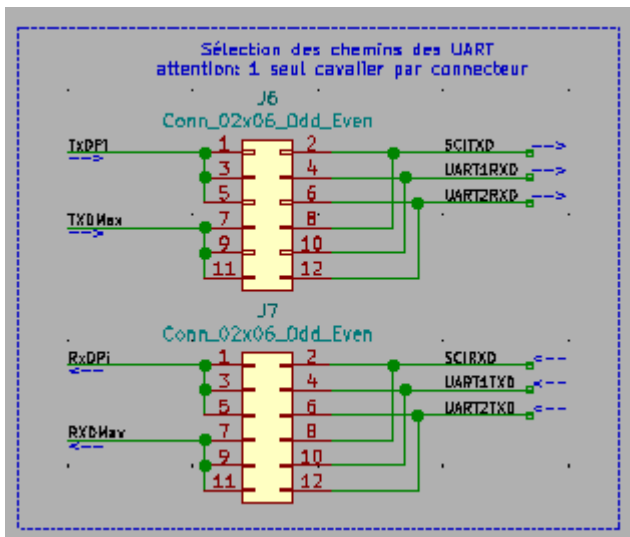 Sélection des chemins des UART
attention: 1 seul cavalier par connecteur
J6
Conn_02x06_Odd_Even
TxDPi 1 2 SCITXD -->
--> 3 4 UART1RXD -->
5 6 UART2RXD -->
TXDMax 7 8
--> 9 10
11 12
J7
Conn_02x06_Odd_Even
RxDPi 1 2 SCIRXD <--
<-- 3 4 UART1TXD <--
5 6 UART2TXD <--
RXDMax 7 8
<-- 9 10
11 12